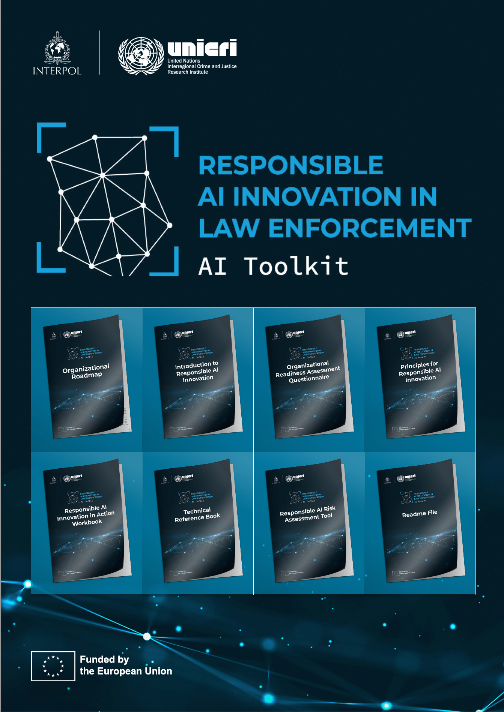 INTERPOL
unicri
United Nations
Interregional Crime and Justice
Research Institute
RESPONSIBLE
AI INNOVATION IN
LAW ENFORCEMENT
AI Toolkit
Organizational
Roadmap
Introduction to
Responsible AI
Innovation
Organizational
Readiness Assessment
Questionnaire
Principles for
Responsible AI
Innovation
Responsible AI
Innovation in Action
Workbook
Technical
Reference Book
Responsible AI Risk
Assessment Tool
Readme File
Funded by
the European Union